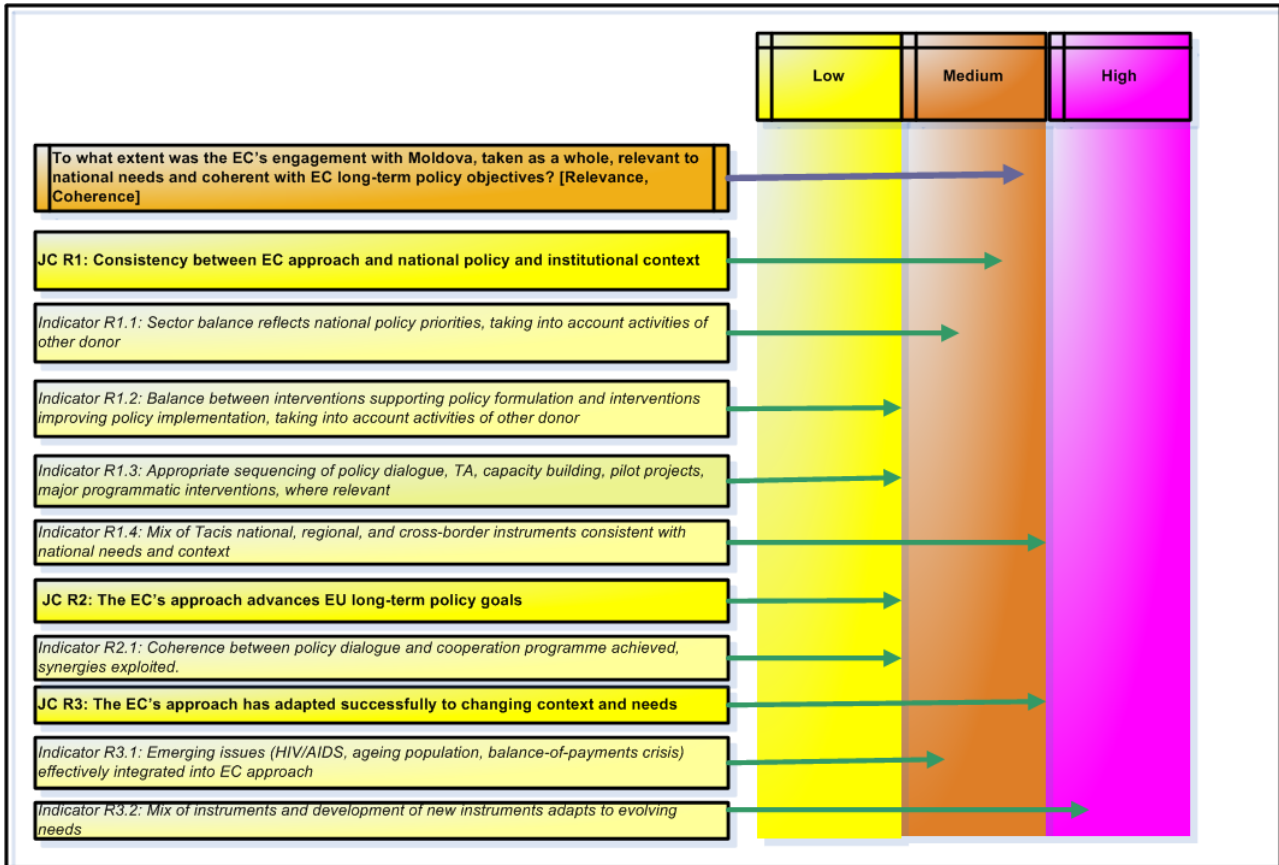 Low
Medium
High
To what extent was the EC's engagement with Moldova, taken as a whole, relevant to
national needs and coherent with EC long-term policy objectives? [Relevance,
Coherence]
JC R1: Consistency between EC approach and national policy and institutional context
Indicator R1.1: Sector balance reflects national policy priorities, taking into account activities of
other donor
Indicator R1.2: Balance between interventions supporting policy formulation and interventions
improving policy implementation, taking into account activities of other donor
Indicator R1.3: Appropriate sequencing of policy dialogue, TA, capacity building, pilot projects,
major programmatic interventions, where relevant
Indicator R1.4: Mix of Tacis national, regional, and cross-border instruments consistent with
national needs and context
JC R2: The EC's approach advances EU long-term policy goals
Indicator R2.1: Coherence between policy dialogue and cooperation programme achieved,
synergies exploited.
JC R3: The EC's approach has adapted successfully to changing context and needs
Indicator R3.1: Emerging issues (HIV/AIDS, ageing population, balance-of-payments crisis)
effectively integrated into EC approach
Indicator R3.2: Mix of instruments and development of new instruments adapts to evolving
needs